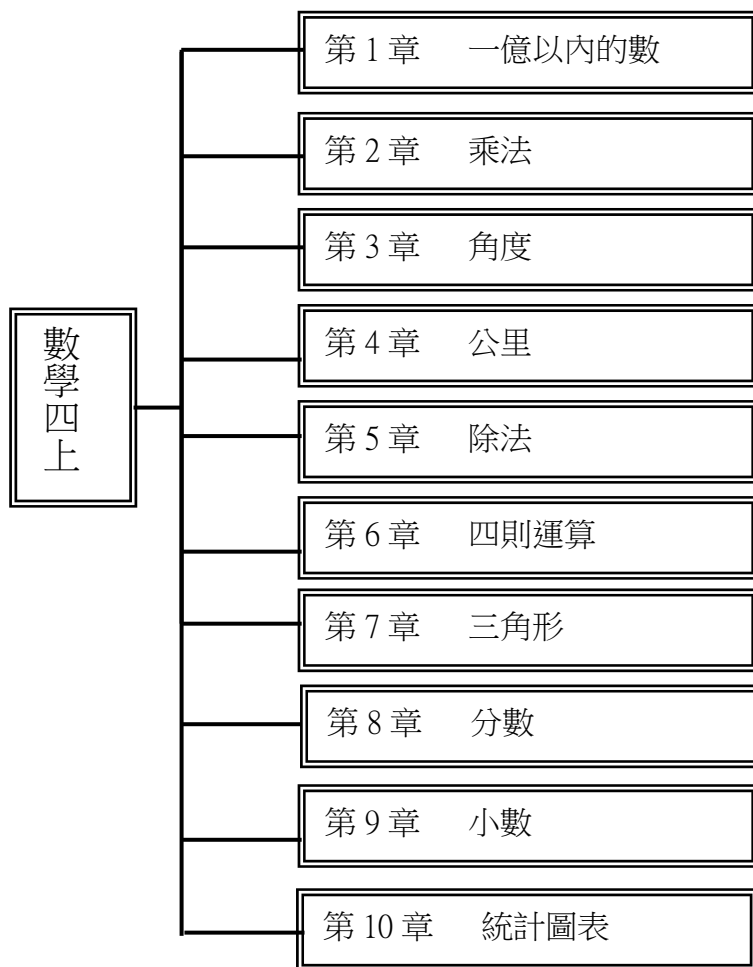 數學四上
第 1 章 一億以內的數
第 2 章 乘法
第 3 章 角度
第 4 章 公里
第 5 章 除法
第 6 章 四則運算
第 7 章 三角形
第 8 章 分數
第 9 章 小數
第 10 章 統計圖表